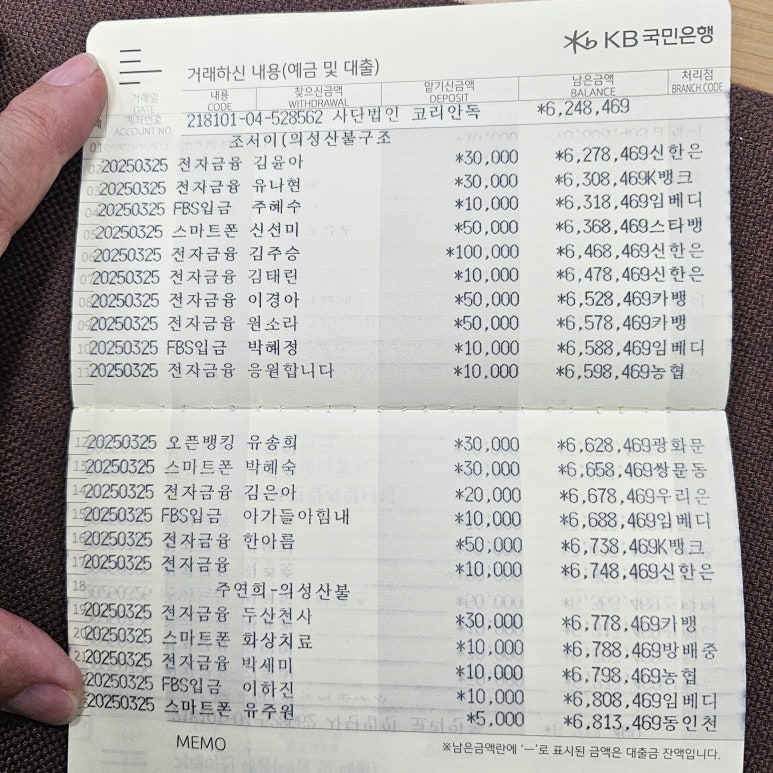 KB국민은행
거래하신 내용(예금 및 대출)
거래일 DATE 내용 CODE 찾으신금액 WITHDRAWAL 맡기신금액 DEPOSIT 남은금액 BALANCE 처리점 BRANCH CODE
계좌번호 ACCOUNT NO 218101-04-528562 사단법인 코리안독 *6,248,469
조서이(의성산불구조
20250325 전자금융 김윤아 *30,000 *6,278,469신한은
20250325 전자금융 유나현 *30,000 *6,308,469K뱅크
20250325 FBS입금 주혜수 *10,000 *6,318,469임베디
20250325 스마트폰 신선미 *50,000 *6,368,469스타뱅
20250325 전자금융 김주승 *100,000 *6,468,469신한은
20250325 전자금융 김태린 *10,000 *6,478,469신한은
20250325 전자금융 이경아 *50,000 *6,528,469카뱅
20250325 전자금융 원소라 *50,000 *6,578,469카뱅
20250325 FBS입금 박혜정 *10,000 *6,588,469임베디
20250325 전자금융 응원합니다 *10,000 *6,598,469농협
20250325 오픈뱅킹 유송희 *30,000 *6,628,469광화문
20250325 스마트폰 박혜숙 *30,000 *6,658,469쌍문동
20250325 전자금융 김은아 *20,000 *6,678,469우리은
20250325 FBS입금 아가들아힘내 *10,000 *6,688,469임베디
20250325 전자금융 한아름 *50,000 *6,738,469K뱅크
20250325 전자금융 *10,000 *6,748,469신한은
18 주연희-의성산불
20250325 전자금융 두산천사 *30,000 *6,778,469카뱅
20250325 스마트폰 화상치료 *10,000 *6,788,469방배중
20250325 전자금융 박세미 *10,000 *6,798,469농협
20250325 FBS입금 이하진 *10,000 *6,808,469임베디
20250325 스마트폰 유주원 *5,000 *6,813,469동인천
MEMO
※남은금액란에 '—'로 표시된 금액은 대출금 잔액입니다.